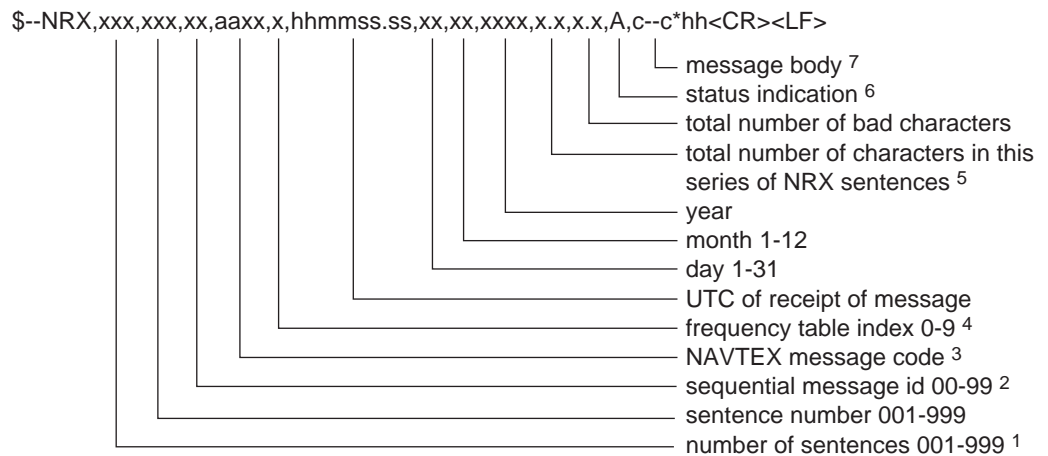 $--NRX,xxx,xxx,xx,aaxx,x,hhmmss.ss,xx,xx,xxxx,x.x,x.x,A,c--c*hh<CR><LF>
message body 7
status indication 6
total number of bad characters
total number of characters in this
series of NRX sentences 5
year
month 1-12
day 1-31
UTC of receipt of message
frequency table index 0-9 4
NAVTEX message code 3
sequential message id 00-99 2
sentence number 001-999
number of sentences 001-999 1